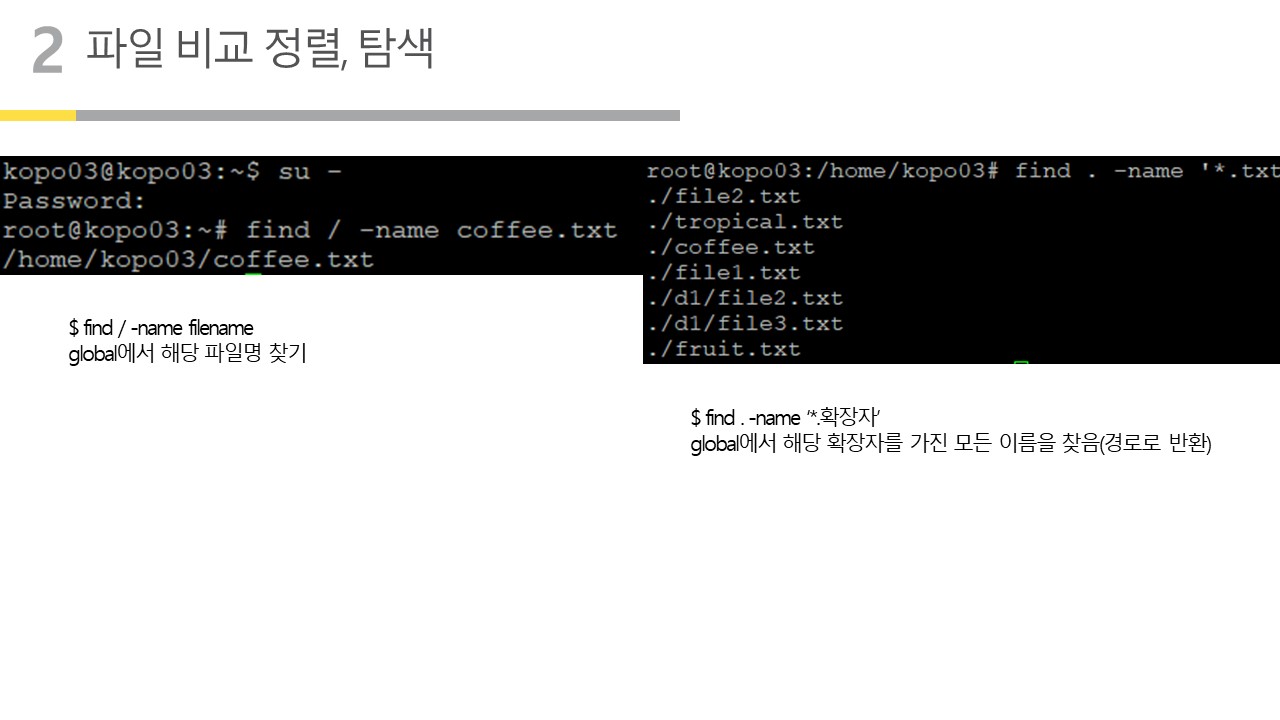 2 파일 비교 정렬, 탐색
kopo03@kopo03:~$ su -
Password:
root@kopo03:~# find / -name coffee.txt
/home/kopo03/coffee.txt
$ find / -name filename
global에서 해당 파일명 찾기
root@kopo03:/home/kopo03# find . -name '*.txt
./file2.txt
./tropical.txt
./coffee.txt
./file1.txt
./d1/file2.txt
./d1/file3.txt
./fruit.txt
$ find . -name ‘*.확장자’
global에서 해당 확장자를 가진 모든 이름을 찾음(경로로 반환)